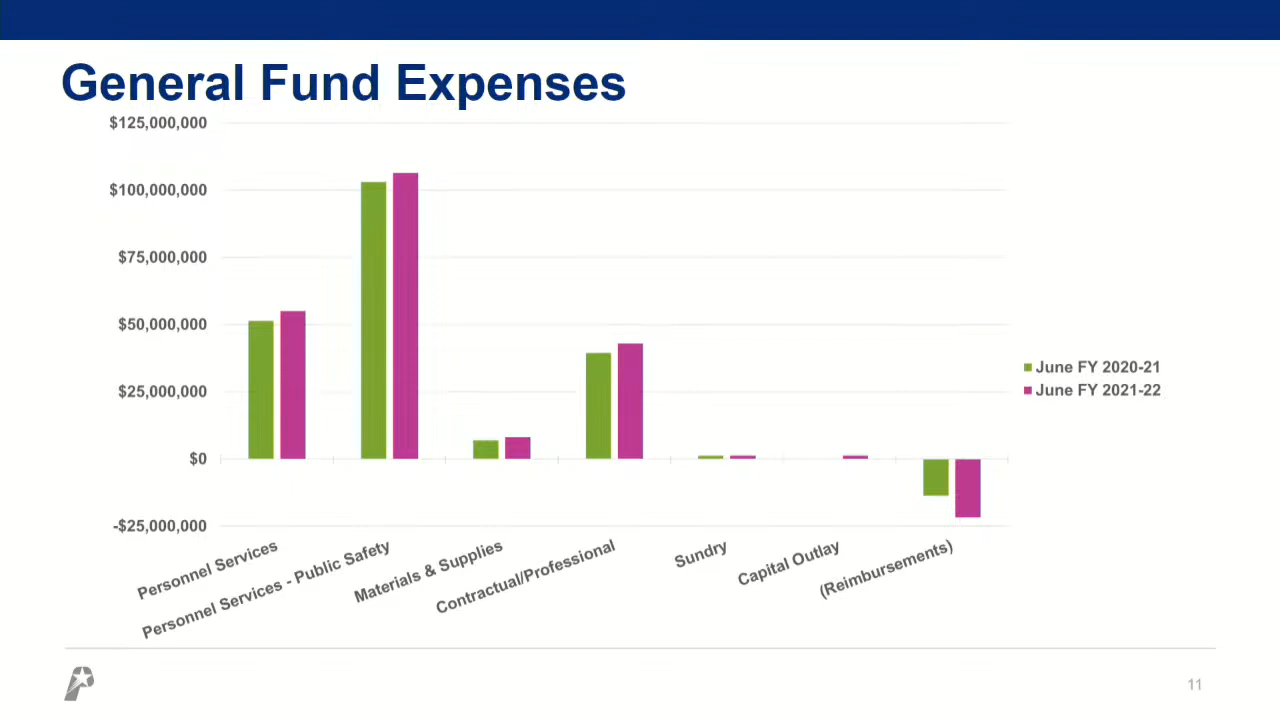 General Fund Expenses
$125,000,000
$100,000,000
$75,000,000
$50,000,000
$25,000,000
$0
-$25,000,000
Personnel Services
Personnel Services - Public Safety
Materials & Supplies
Contractual/Professional
Sundry
Capital Outlay
(Reimbursements)
June FY 2020-21
June FY 2021-22
11